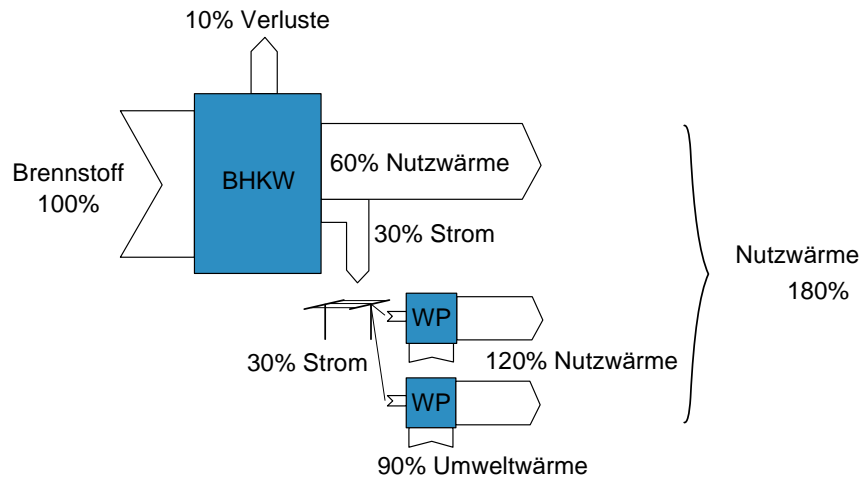 10% Verluste
Brennstoff
100%
BHKW
60% Nutzwärme
30% Strom
Nutzwärme
180%
WP
30% Strom
120% Nutzwärme
WP
90% Umweltwärme